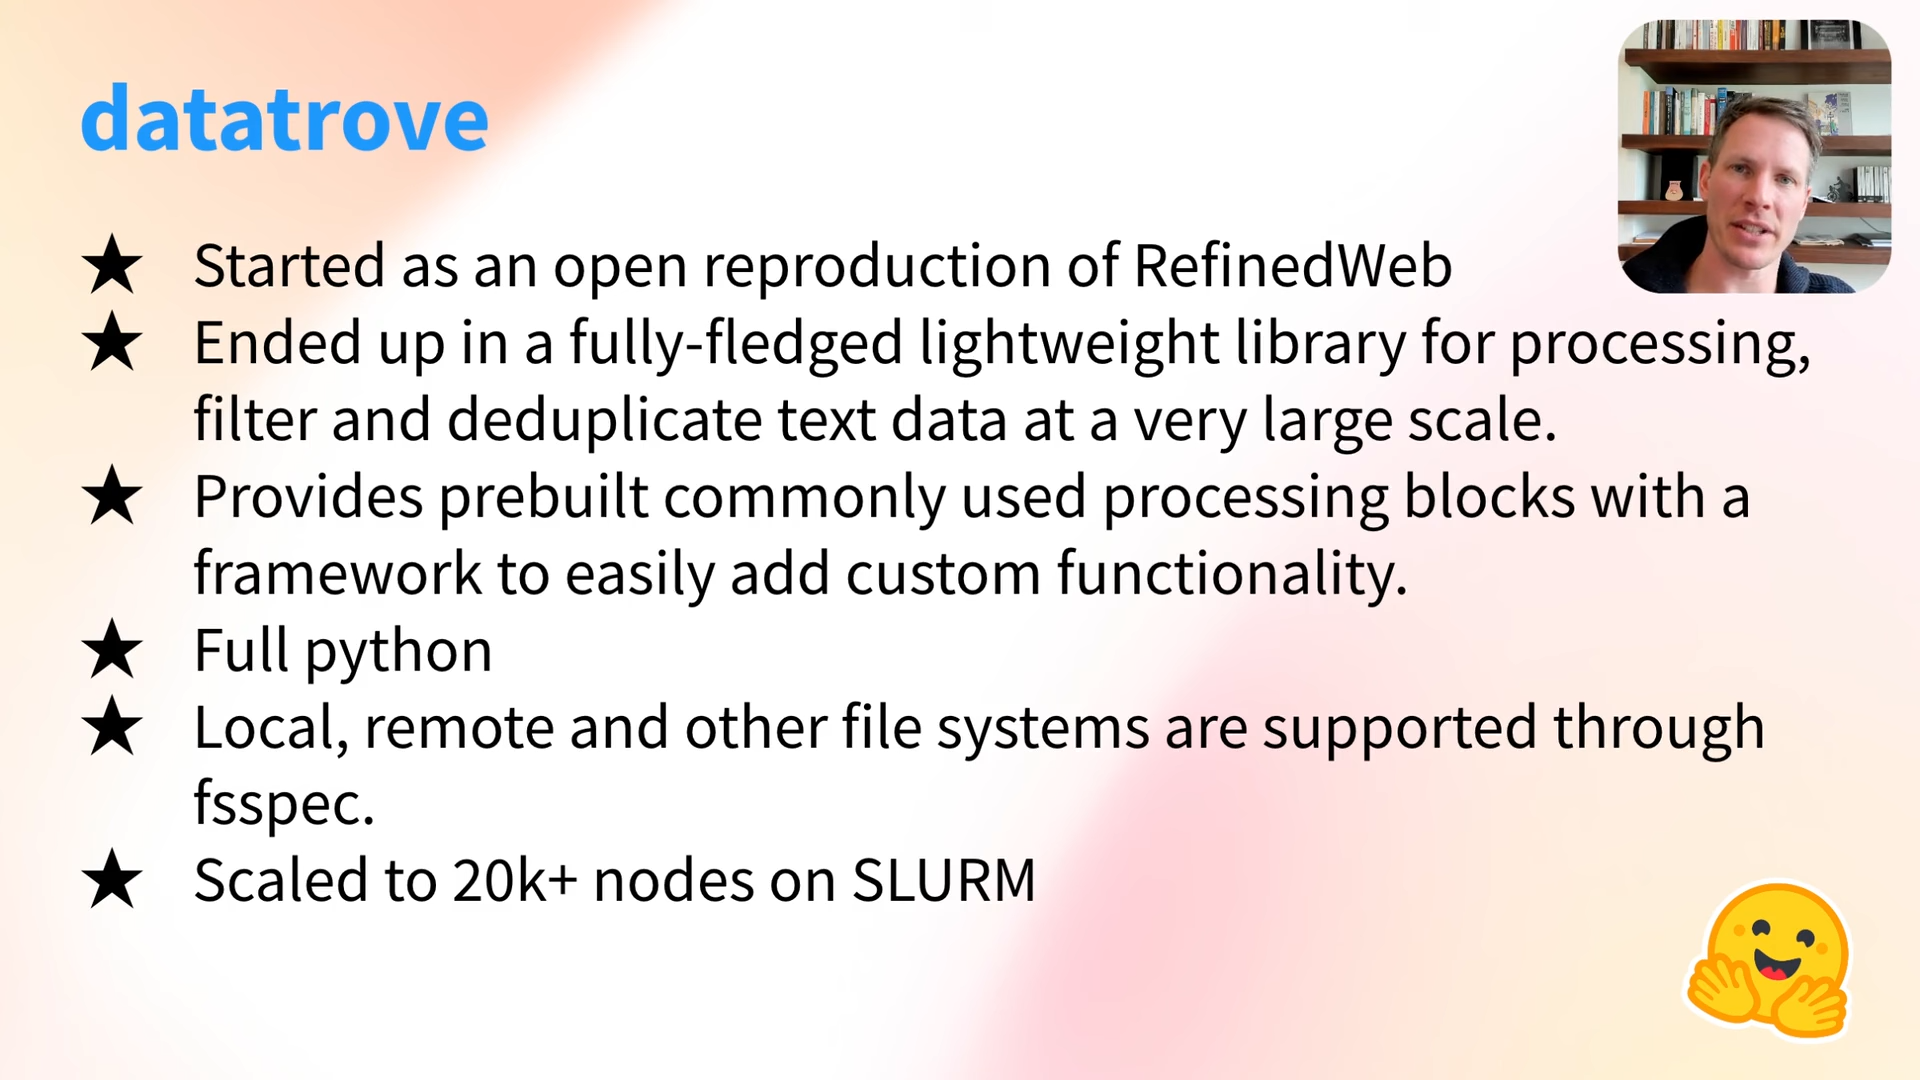 datatrove
★ Started as an open reproduction of RefinedWeb
★ Ended up in a fully-fledged lightweight library for processing,
filter and deduplicate text data at a very large scale.
★ Provides prebuilt commonly used processing blocks with a
framework to easily add custom functionality.
★ Full python
★ Local, remote and other file systems are supported through
fsspec.
★ Scaled to 20k+ nodes on SLURM